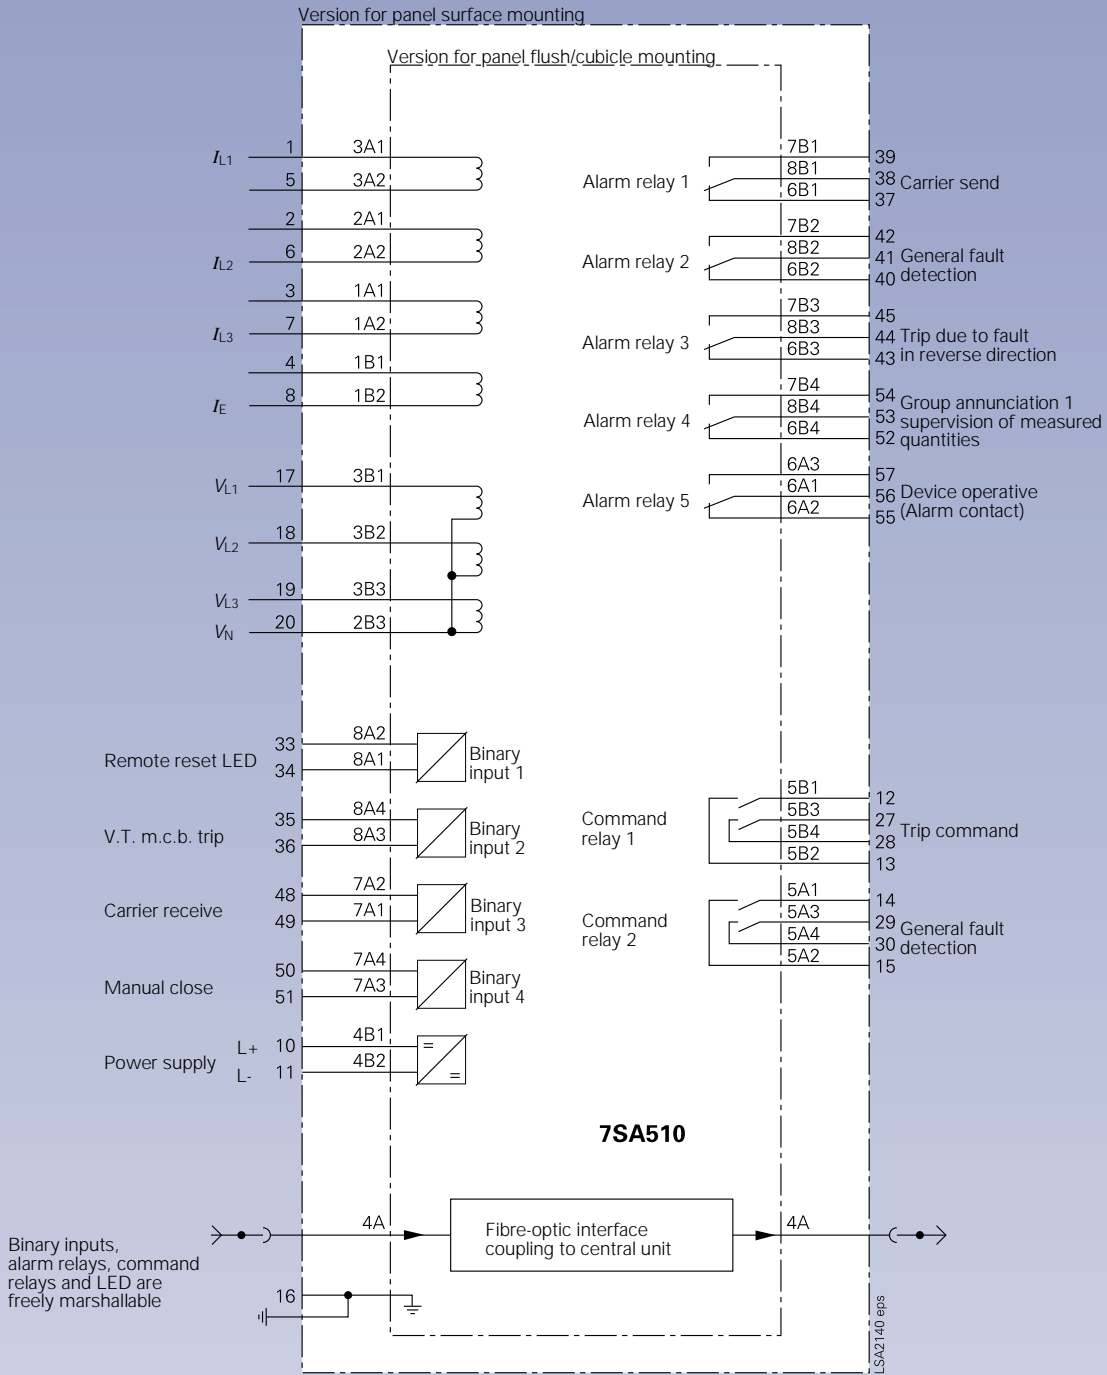 Version for panel surface mounting
Version for panel flush/cubicle mounting
IL1
1 3A1
5 3A2
2 2A1
IL2
6 2A2
3 1A1
IL3
7 1A2
4 1B1
IE
8 1B2
VL1 17 3B1
VL2 18 3B2
VL3 19 3B3
VN 20 2B3
Remote reset LED
33 8A2
34 8A1
Binary
input 1
V.T. m.c.b. trip
35 8A4
36 8A3
Binary
input 2
Carrier receive
48 7A2
49 7A1
Binary
input 3
Manual close
50 7A4
51 7A3
Binary
input 4
Power supply
L+ 10 4B1
L- 11 4B2
=
=
Alarm relay 1
7B1 39
8B1 38
6B1 37
Carrier send
Alarm relay 2
7B2 42
8B2 41
6B2 40
General fault
detection
Alarm relay 3
7B3 45
8B3 44
6B3 43
Trip due to fault
in reverse direction
Alarm relay 4
7B4 54
8B4 53
6B4 52
Group annunciation 1
supervision of measured
quantities
Alarm relay 5
6A3 57
6A1 56
6A2 55
Device operative
(Alarm contact)
Command
relay 1
5B1 12
5B3 27
5B4 28
5B2 13
Trip command
Command
relay 2
5A1 14
5A3 29
5A4 30
5A2 15
General fault
detection
7SA510
4A
Fibre-optic interface
coupling to central unit
4A
Binary inputs,
alarm relays, command
relays and LED are
freely marshallable
16
LSA2140 eps